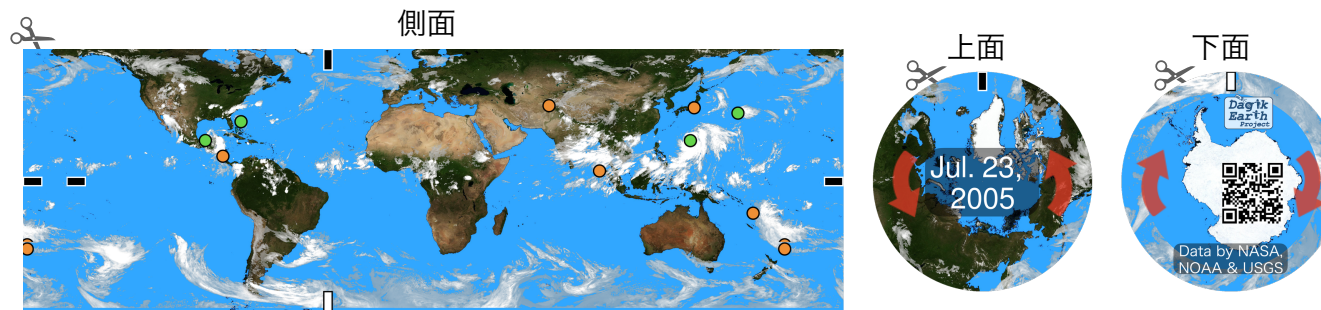 側面
上面
下面
Jul. 23,
2005
Dagik
Earth
Project
Data by NASA,
NOAA & USGS